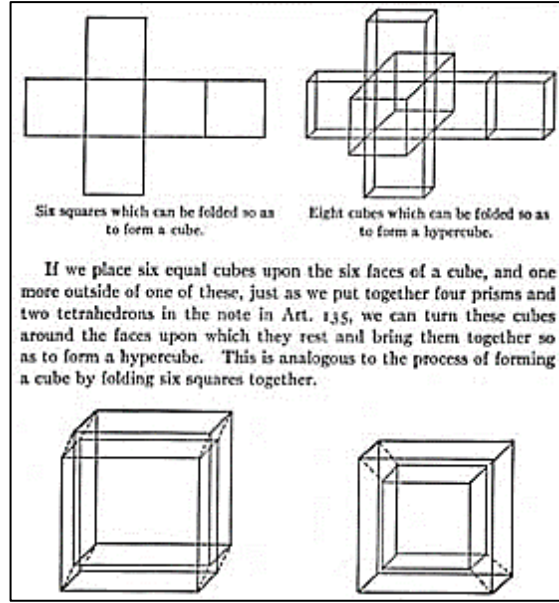 Six squares which can be folded so as
to form a cube.
Eight cubes which can be folded so as
to form a hypercube.
If we place six equal cubes upon the six faces of a cube, and one
more outside of one of these, just as we put together four prisms and
two tetrahedrons in the note in Art. 135, we can turn these cubes
around the faces upon which they rest and bring them together so
as to form a hypercube. This is analogous to the process of forming
a cube by folding six squares together.